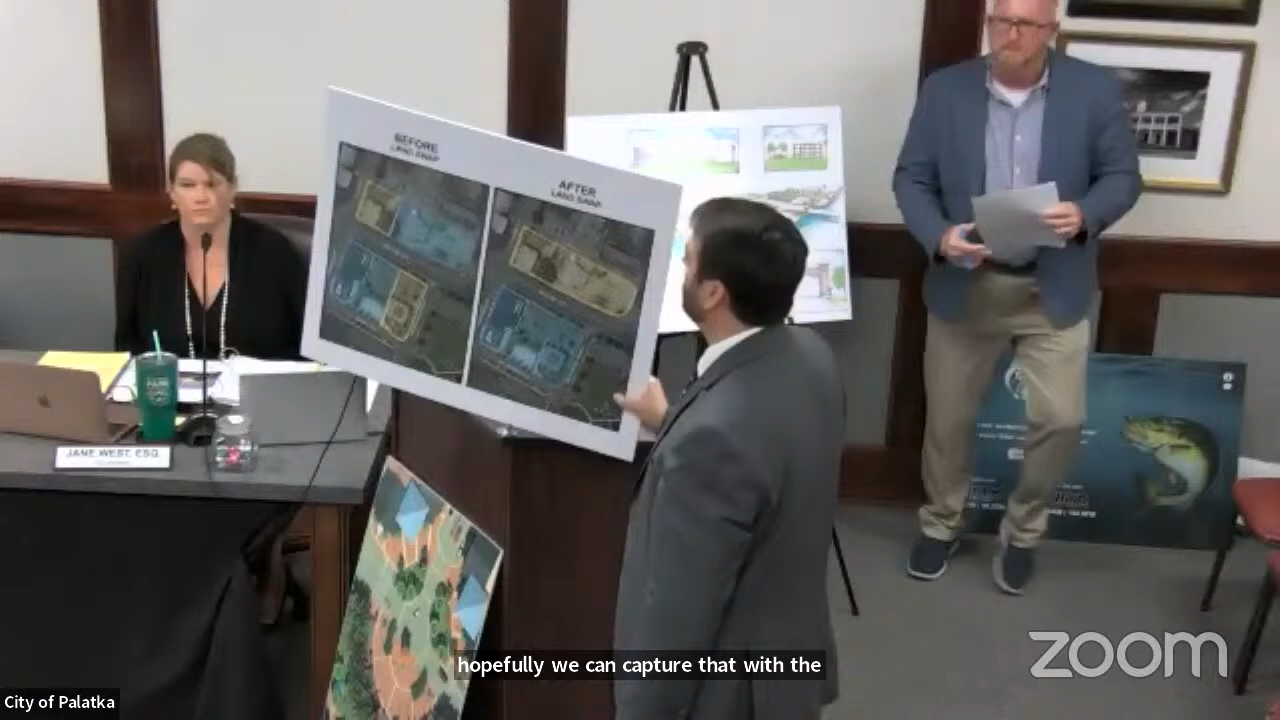 BEFORE
LAND SWAP
AFTER
LAND SWAP
JANE WEST, ESQ.
hopefully we can capture that with the
zoom
City of Palatka